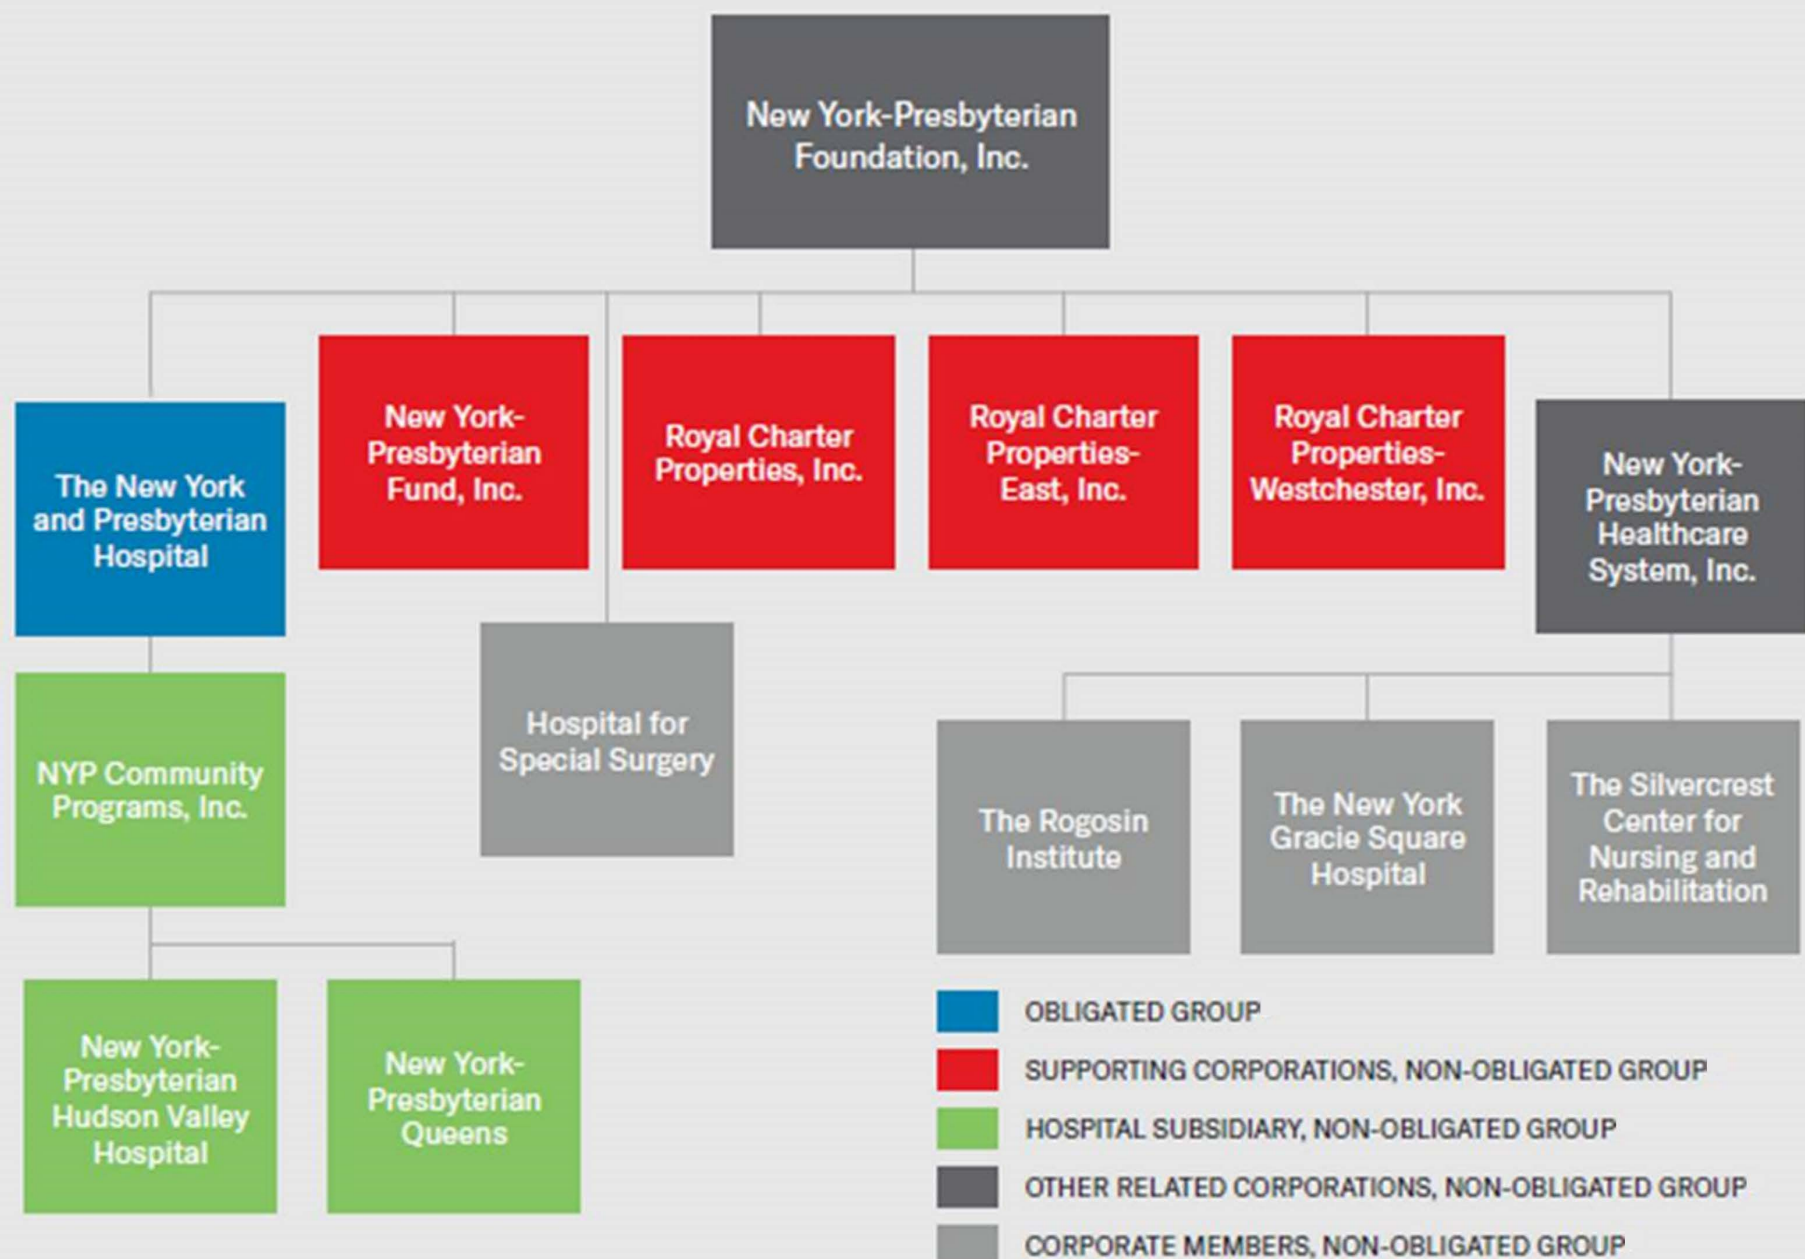 New York-Presbyterian
Foundation, Inc.
The New York
and Presbyterian
Hospital
New York-
Presbyterian
Fund, Inc.
Royal Charter
Properties, Inc.
Royal Charter
Properties-
East, Inc.
Royal Charter
Properties-
Westchester, Inc.
New York-
Presbyterian
Healthcare
System, Inc.
NYP Community
Programs, Inc.
Hospital for
Special Surgery
The Rogosin
Institute
The New York
Gracie Square
Hospital
The Silvercrest
Center for
Nursing and
Rehabilitation
New York-
Presbyterian
Hudson Valley
Hospital
New York-
Presbyterian
Queens
OBLIGATED GROUP
SUPPORTING CORPORATIONS, NON-OBLIGATED GROUP
HOSPITAL SUBSIDIARY, NON-OBLIGATED GROUP
OTHER RELATED CORPORATIONS, NON-OBLIGATED GROUP
CORPORATE MEMBERS, NON-OBLIGATED GROUP